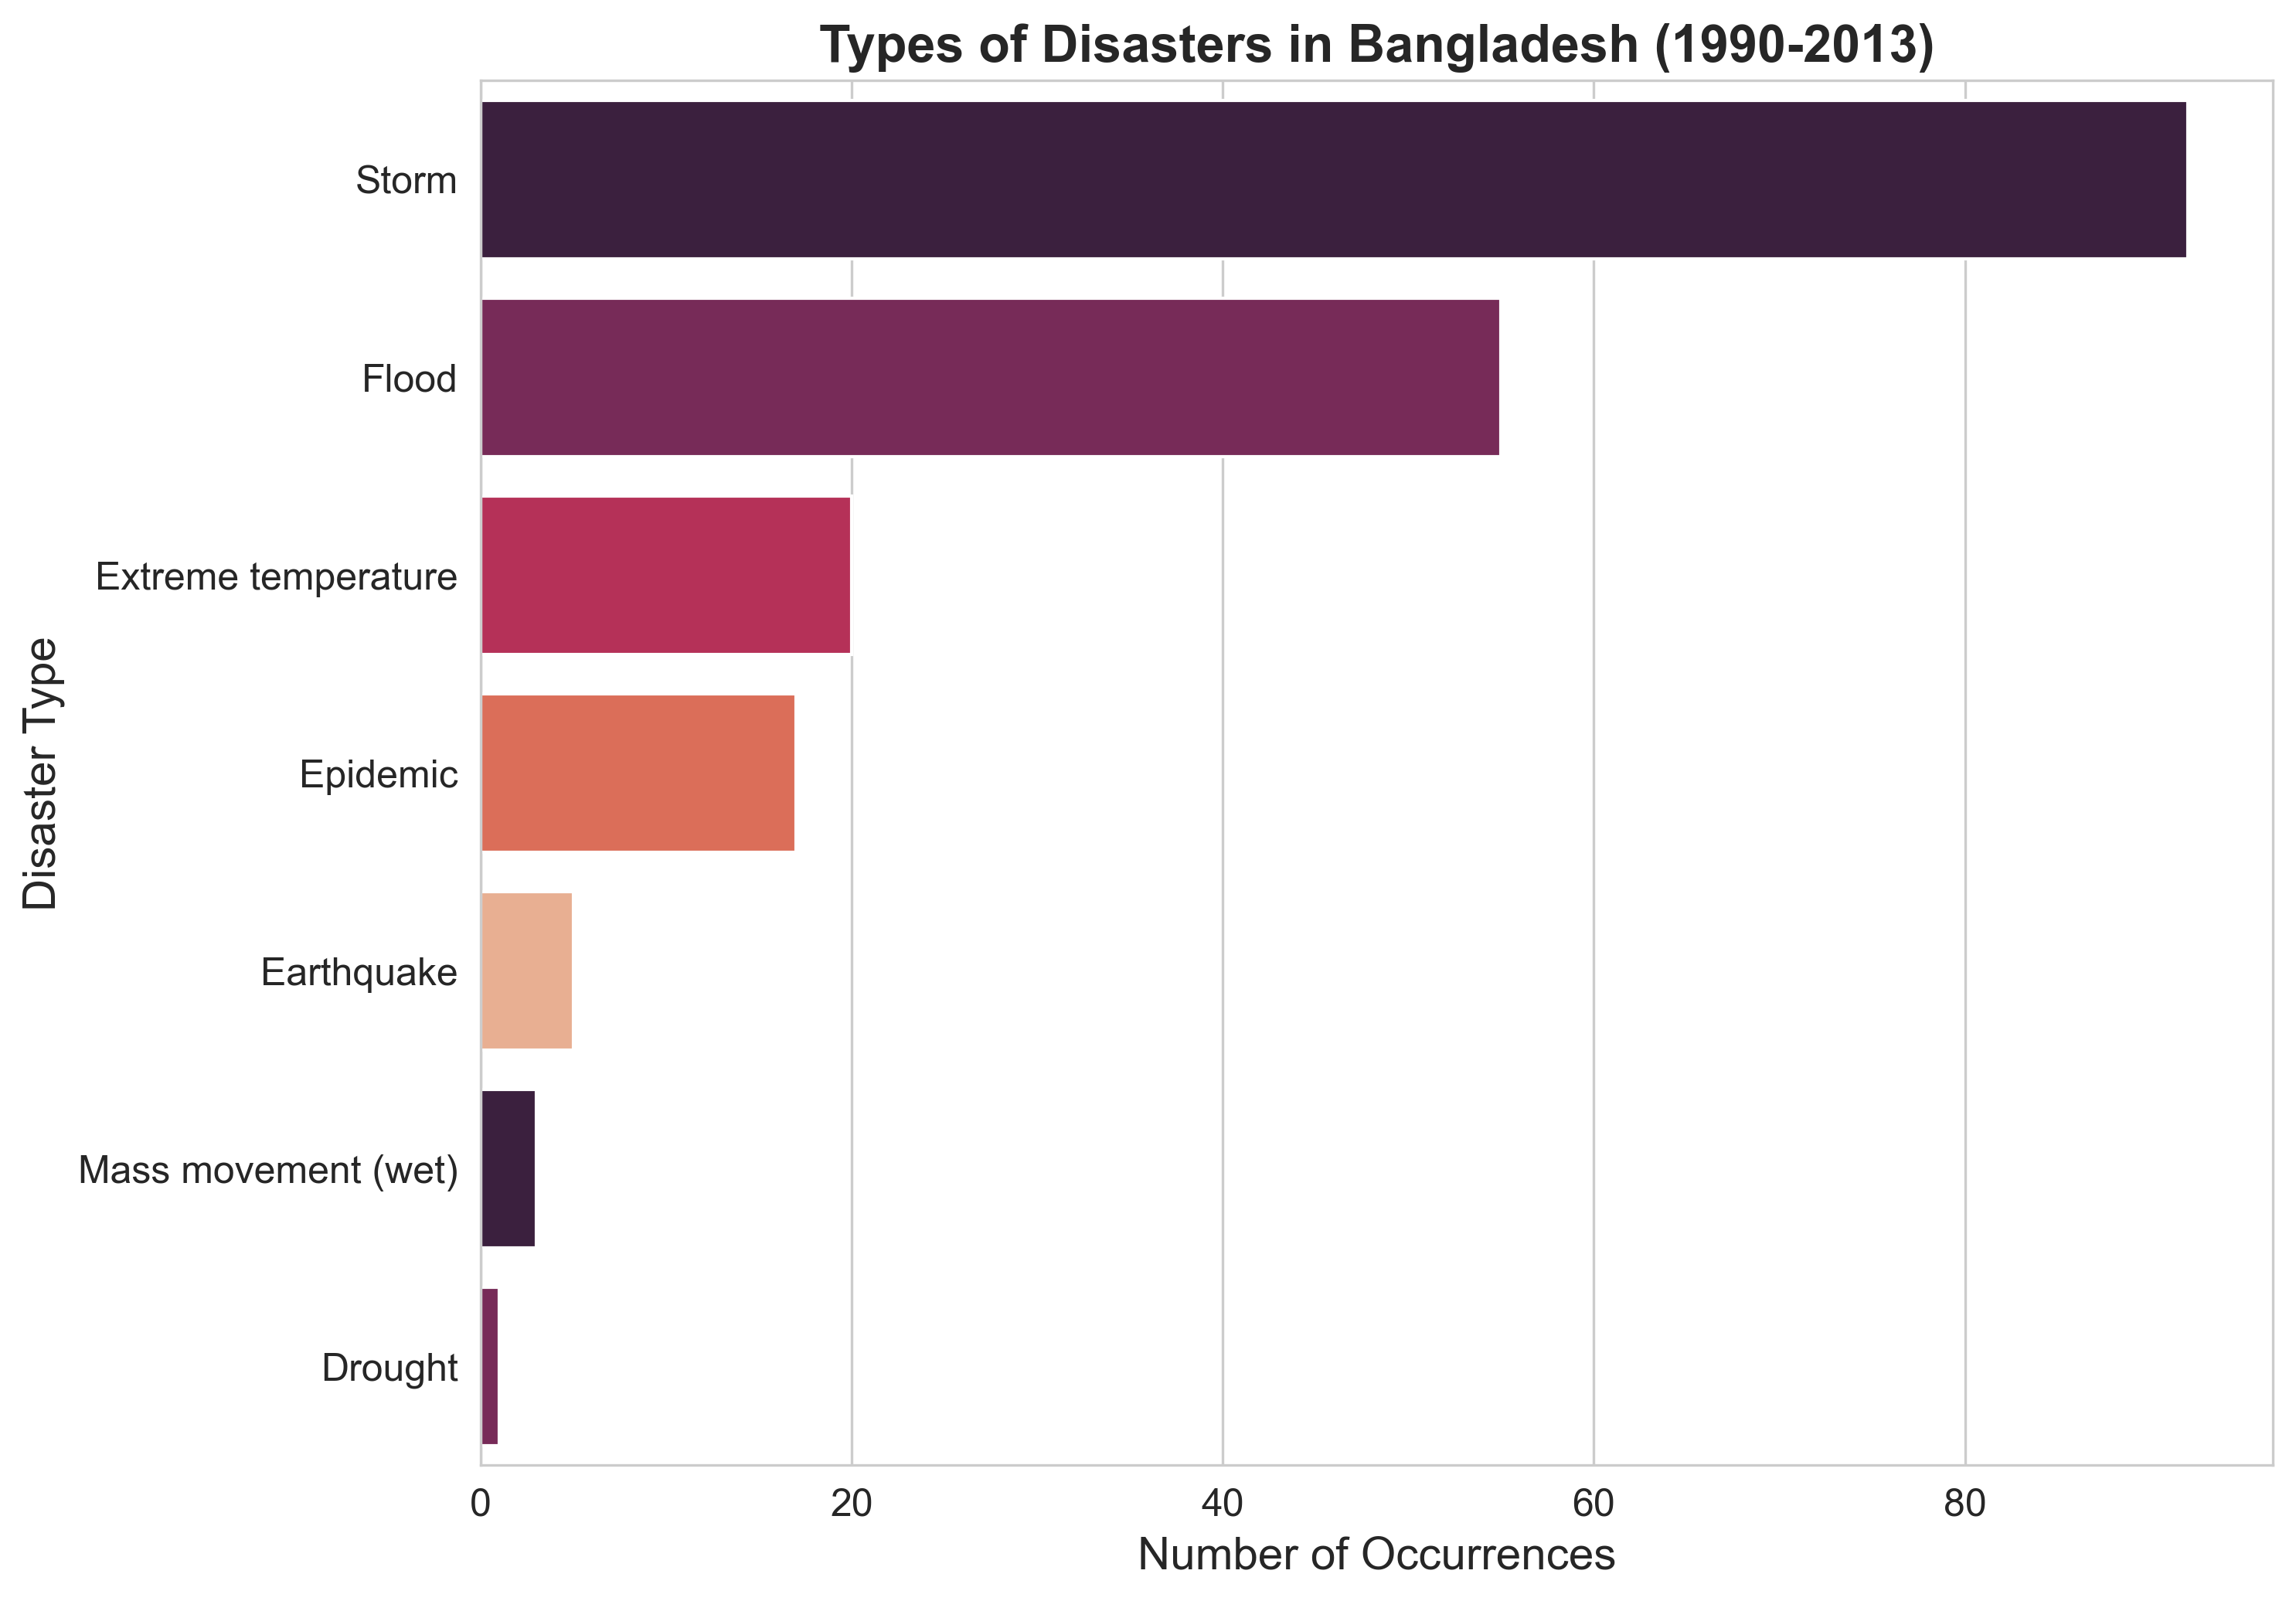 Types of Disasters in Bangladesh (1990-2013)
Storm
Flood
Extreme temperature
Epidemic
Earthquake
Mass movement (wet)
Drought
Disaster Type
0 20 40 60 80
Number of Occurrences